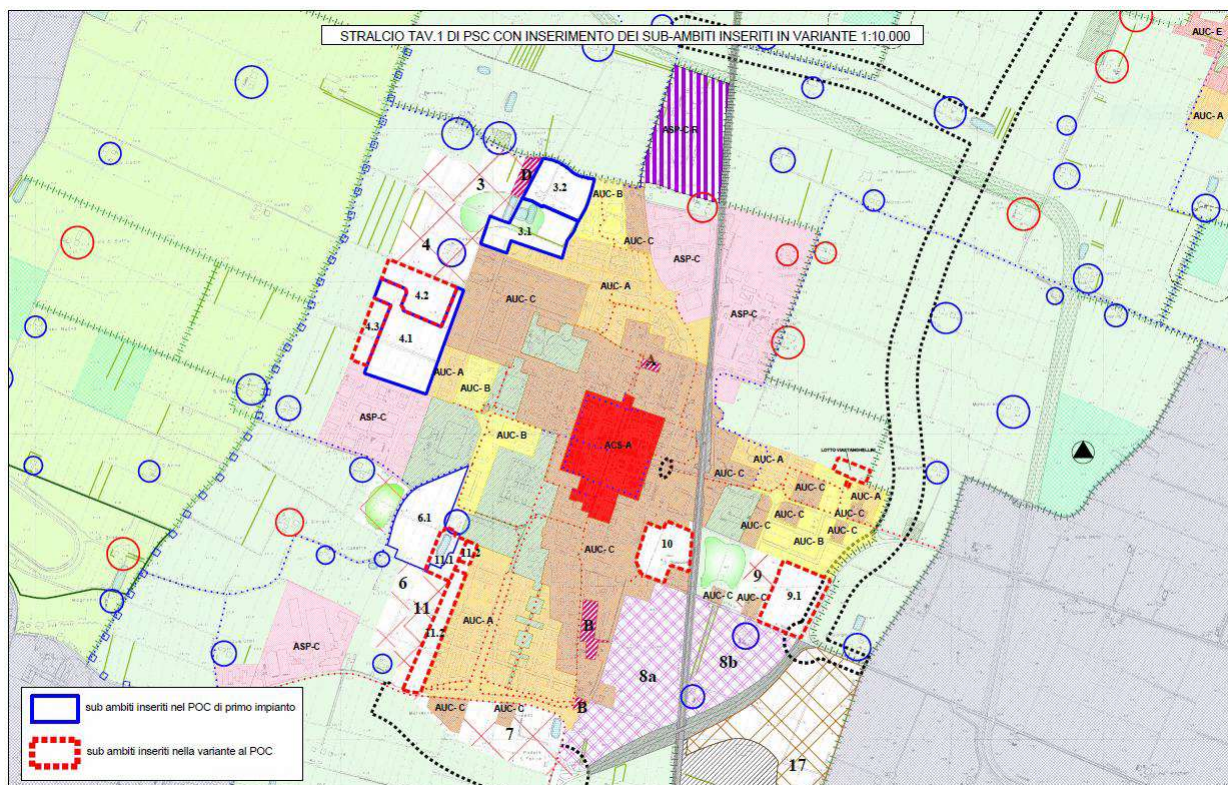 STRALCIO TAV.1 DI PSC CON INSERIMENTO DEI SUB-AMBITI INSERITI IN VARIANTE 1:10.000
AUC- E
AUC- A
ASP-C R
3
D
3.2
AUC- B
3.1
4
AUC- C
ASP-C
4.2
AUC- C
AUC- A
4.3
4.1
ASP-C
A
AUC- A
AUC- B
ASP-C
ACS-A
AUC- B
AUC- A
AUC- C
AUC- C
AUC- A
AUC- C
AUC- C
AUC- C
AUC- B
6.1
10
AUC- C
11.1
11.2
9
6
AUC- C
AUC- C
9.1
11
11.2
AUC- A
B
ASP-C
8b
8a
B
AUC- C
AUC- C
7
17
sub ambiti inseriti nel POC di primo impianto
sub ambiti inseriti nella variante al POC